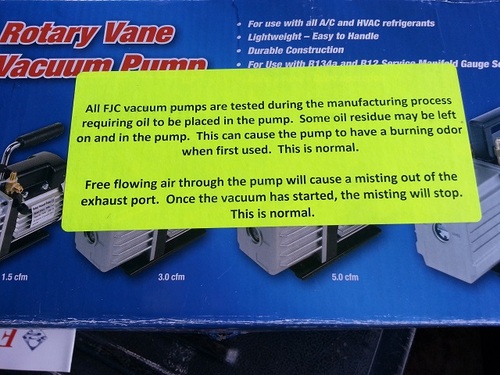 Rotary Vane
Vacuum Pump
• For use with all A/C and HVAC refrigerants
• Lightweight – Easy to Handle
• Durable Construction
• For Use with R134a and R12 Service Manifold Gauge
All FJC vacuum pumps are tested during the manufacturing process
requiring oil to be placed in the pump.  Some oil residue may be left
on and in the pump.  This can cause the pump to have a burning odor
when first used.  This is normal.
Free flowing air through the pump will cause a misting out of the
exhaust port.  Once the vacuum has started, the misting will stop.
This is normal.
1.5 cfm
3.0 cfm
5.0 cfm